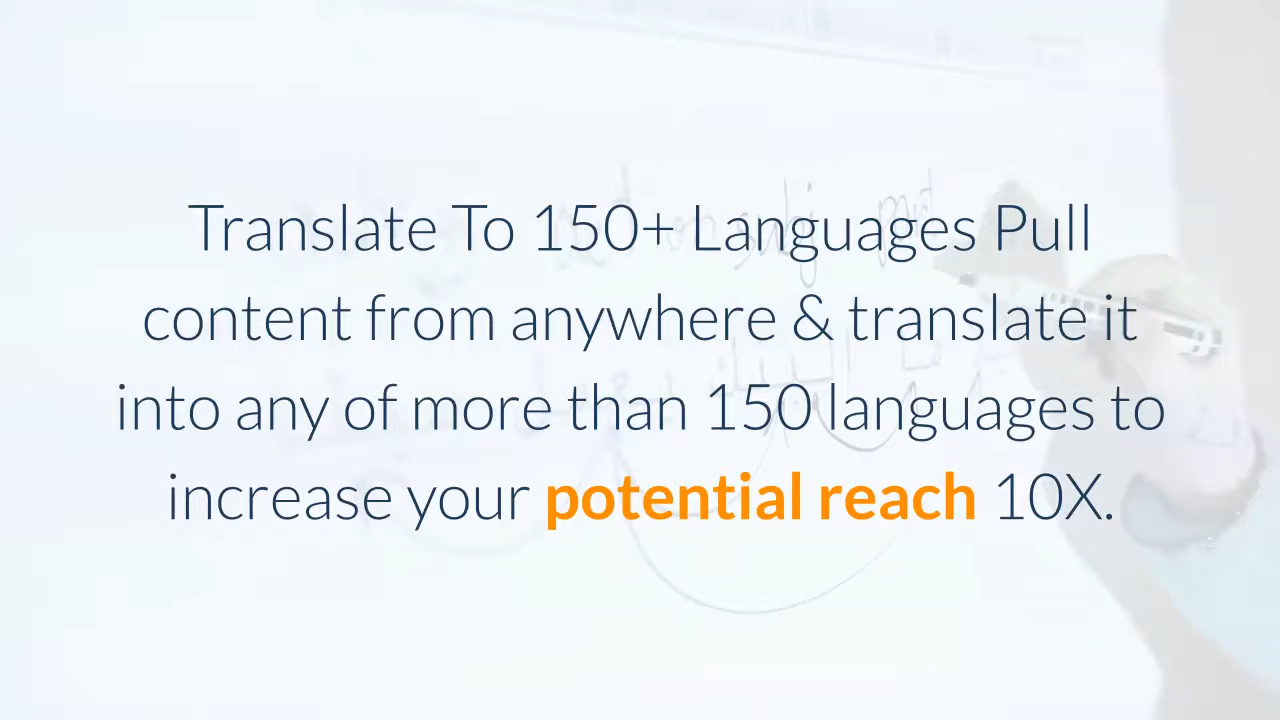 Translate To 150+ Languages Pull
content from anywhere & translate it
into any of more than 150 languages to
increase your potential reach 10X.